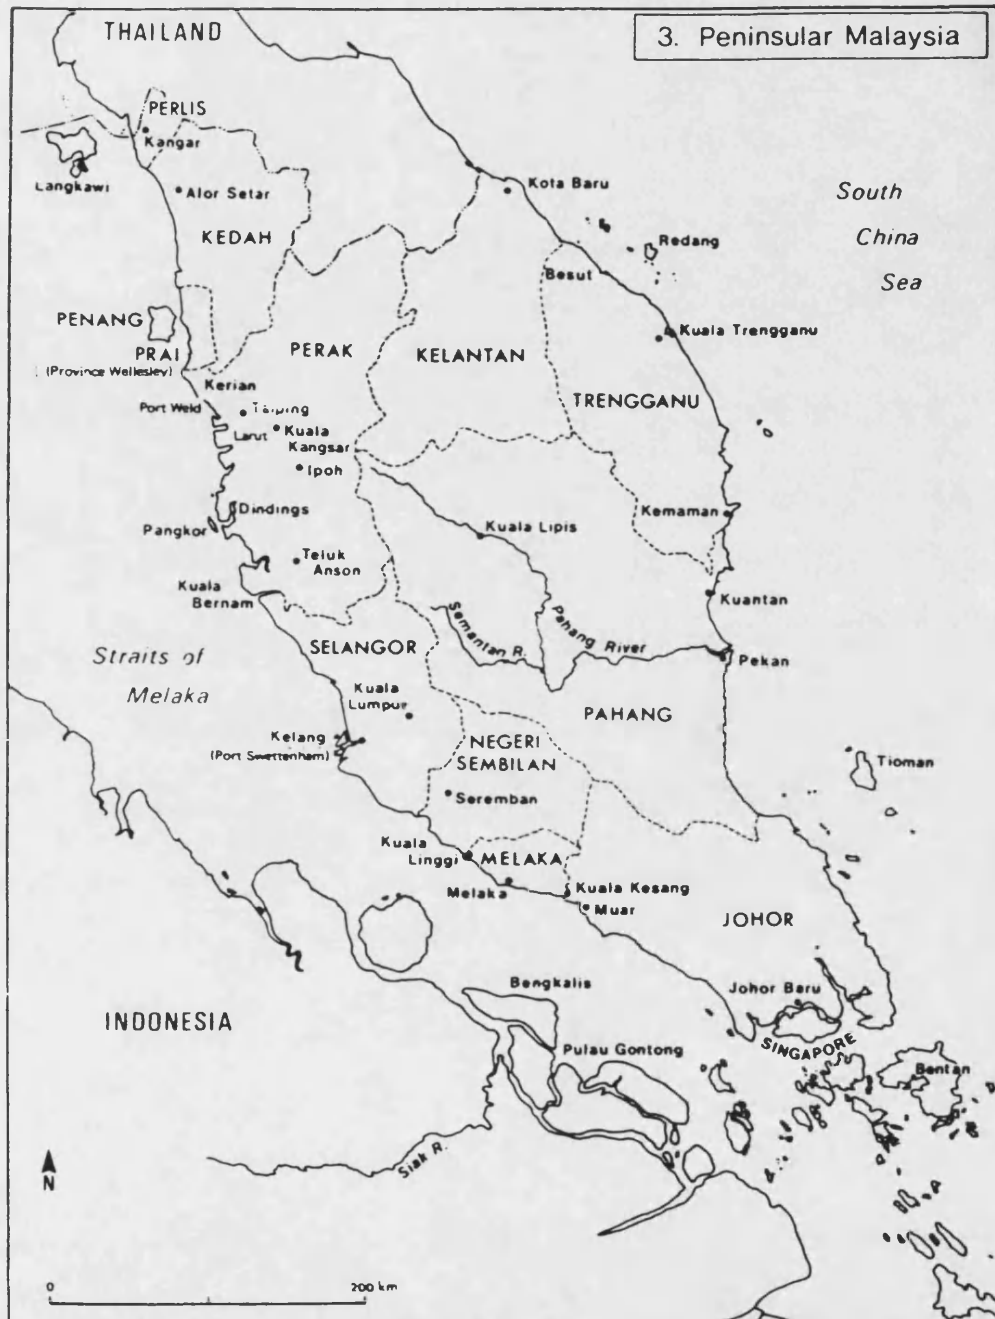 3. Peninsular Malaysia
THAILAND
PERLIS
Kangar
Langkawi
Alor Setar
KEDAH
Kota Baru
South
China
Sea
Redang
Besut
PENANG
PRAI
(Province Wellesley)
PERAK
KELANTAN
Kuala Trengganu
TRENGGANU
Kerian
Port Weld
Taiping
Larut
Kuala
Kangsar
Ipoh
Dindings
Pangkor
Kuala Lipis
Kemaman
Teluk
Anson
Kuala
Bernam
Kuantan
SELANGOR
Semantan R.
Pahang River
Pekan
Straits of
Melaka
Kuala
Lumpur
PAHANG
Kelang
(Port Swettenham)
NEGERI
SEMBILAN
Tioman
Seremban
Kuala
Linggi
MELAKA
Melaka
Kuala Kesang
Muar
JOHOR
Johor Baru
Bengkalis
INDONESIA
SINGAPORE
Pulau Gontong
Bentan
Siak R.
N
0
200 km